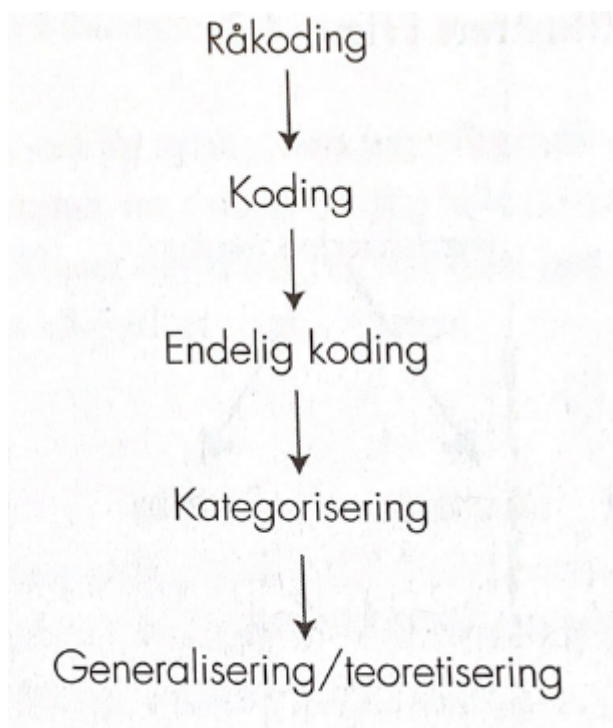 Råkoding
Koding
Endelig koding
Kategorisering
Generalisering/teoretisering